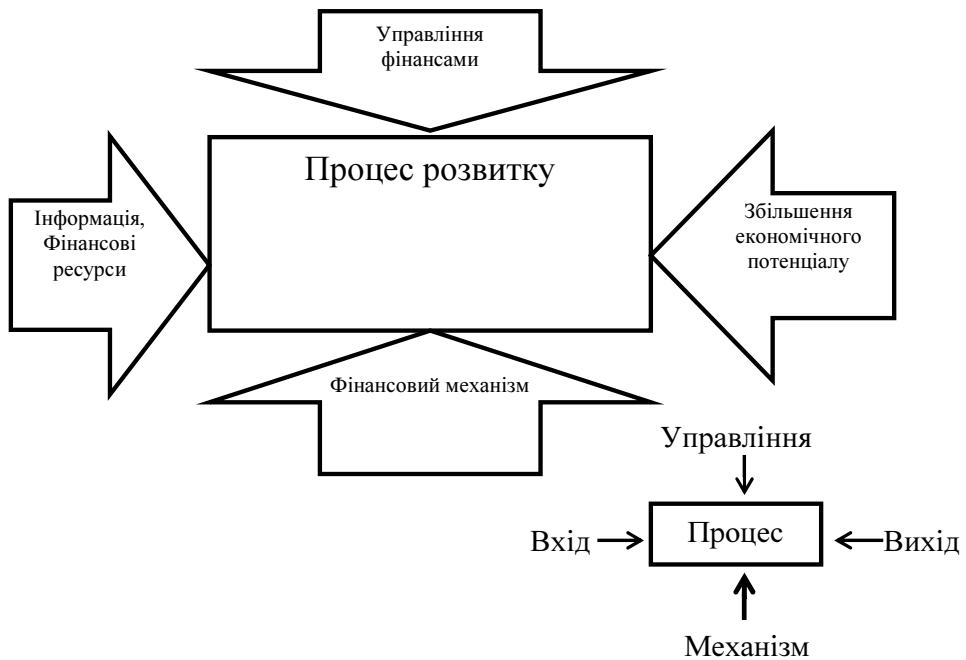 Управління
фінансами
Процес розвитку
Інформація,
Фінансові
ресурси
Збільшення
економічного
потенціалу
Фінансовий механізм
Управління
Вхід
Процес
Вихід
Механізм